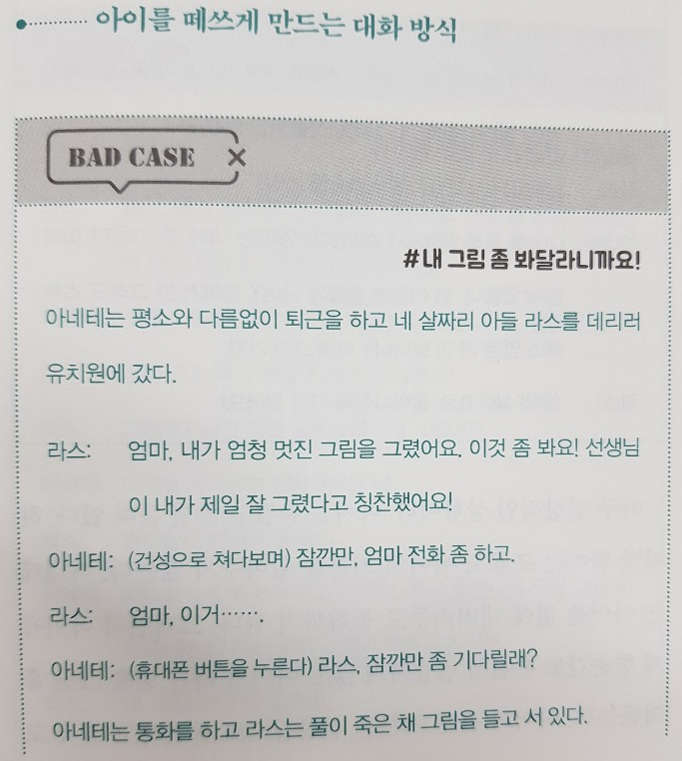 아이를 떼쓰게 만드는 대화 방식
BAD CASE ×
#내 그림 좀 봐달라니까요!
아네테는 평소와 다름없이 퇴근을 하고 네 살짜리 아들 라스를 데리러
유치원에 갔다.
라스: 엄마, 내가 엄청 멋진 그림을 그렸어요. 이것 좀 봐요! 선생님
이 내가 제일 잘 그렸다고 칭찬했어요!
아네테: (건성으로 쳐다보며) 잠깐만, 엄마 전화 좀 하고.
라스: 엄마, 이거…….
아네테: (휴대폰 버튼을 누른다) 라스, 잠깐만 좀 기다릴래?
아네테는 통화를 하고 라스는 풀이 죽은 채 그림을 들고 서 있다.